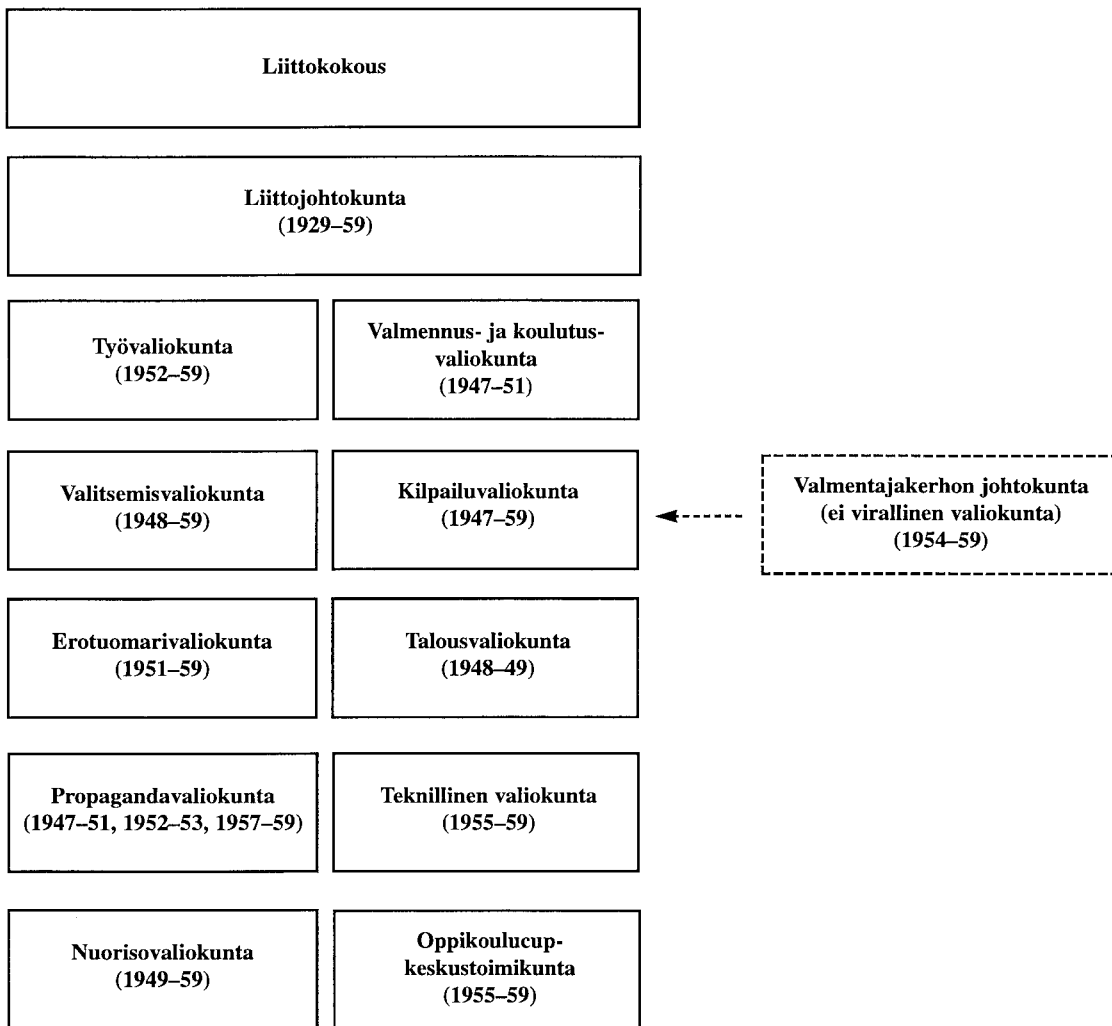 Liittokokous
Liittojohtokunta
(1929–59)
Työvaliokunta
(1952–59)
Valmennus- ja koulutus-
valiokunta
(1947–51)
Valitsemisvaliokunta
(1948–59)
Kilpailuvaliokunta
(1947–59)
Valmentajakerhon johtokunta
(ei virallinen valiokunta)
(1954–59)
Erotuomarivaliokunta
(1951–59)
Talousvaliokunta
(1948–49)
Propagandavaliokunta
(1947–51, 1952–53, 1957–59)
Teknillinen valiokunta
(1955–59)
Nuorisovaliokunta
(1949–59)
Oppikoulucup-
keskustoimikunta
(1955–59)